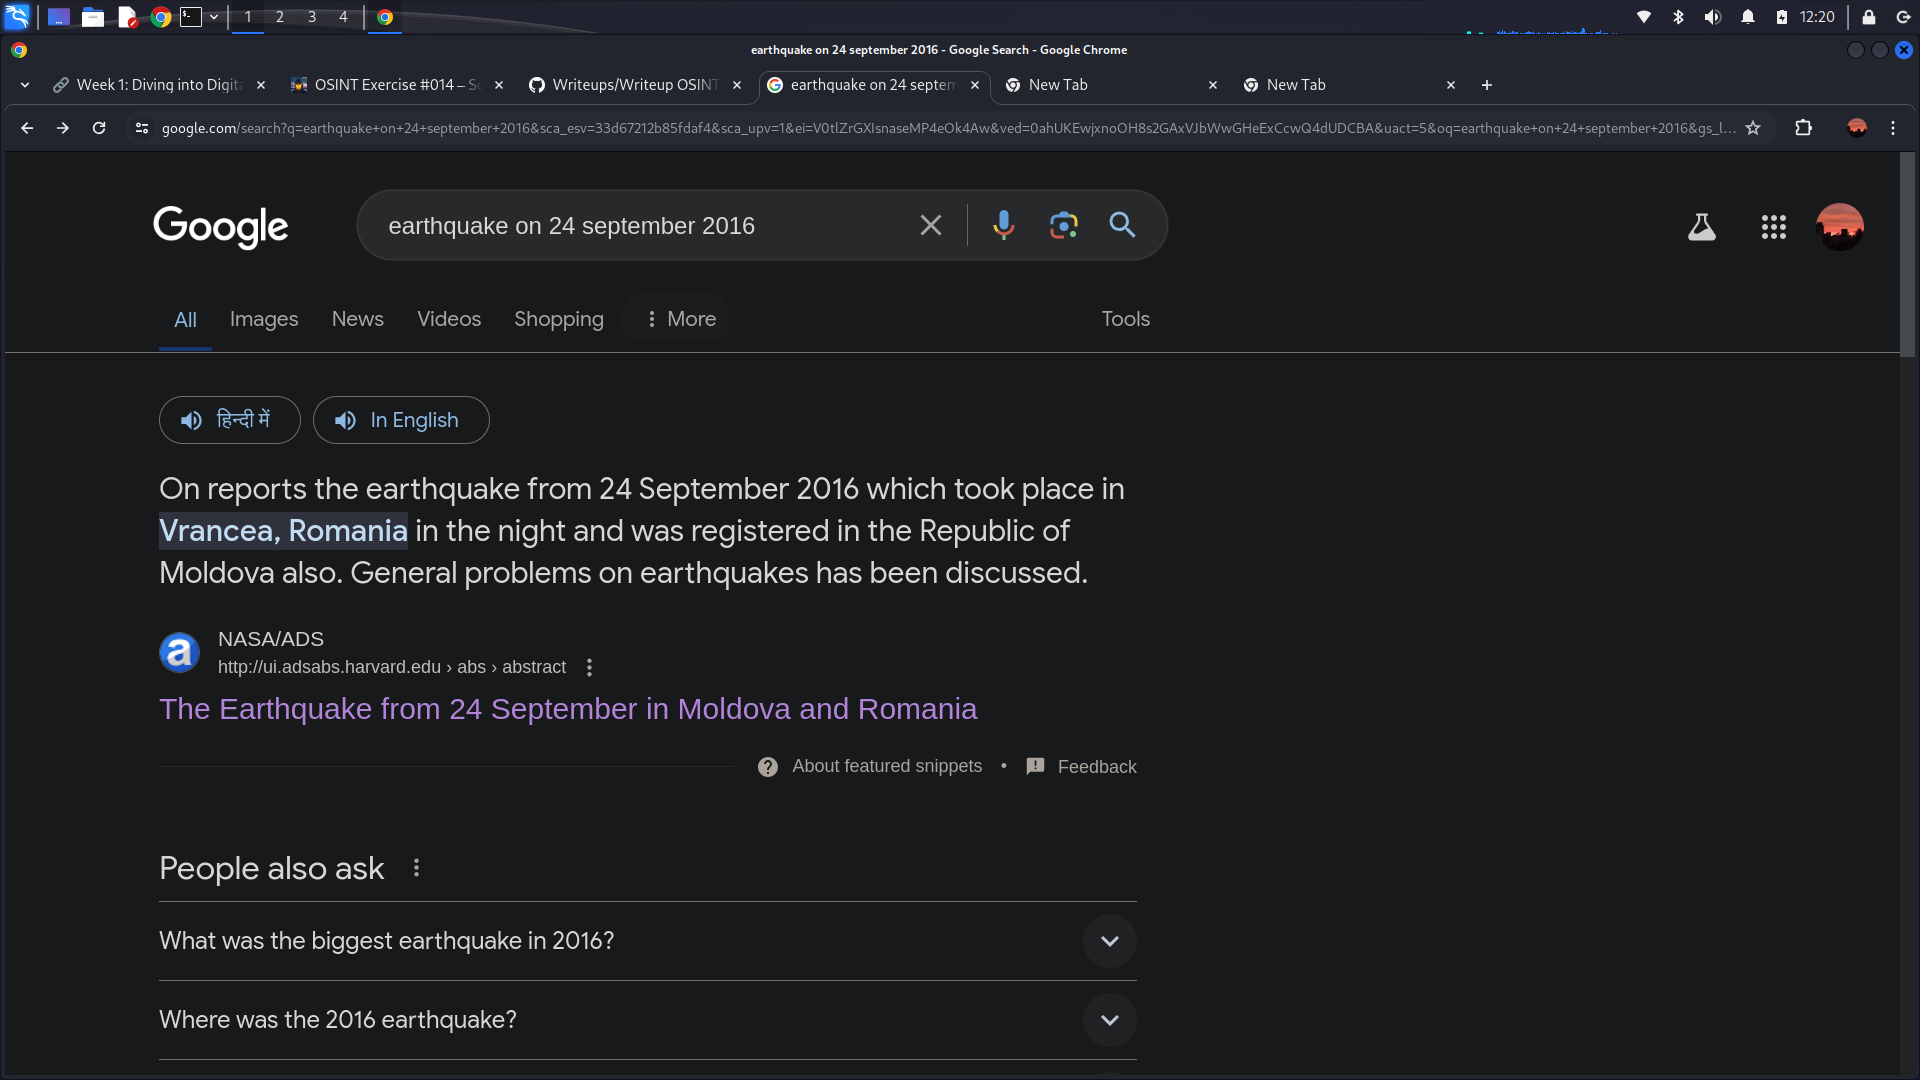 1 2 3 4
12:20
earthquake on 24 september 2016 - Google Search - Google Chrome
Week 1: Diving into Digita
OSINT Exercise #014 – Sc
Writeups/Writeup OSINT
earthquake on 24 septem
New Tab
New Tab
google.com/search?q=earthquake+on+24+september+2016&sca_esv=33d67212b85fdaf4&sca_upv=1&ei=V0tlZrGXIsnaseMP4eOk4Aw&ved=0ahUKEwjxnoOH8s2GAxVJbWwGHeExCcwQ4dUDCBA&uact=5&oq=earthquake+on+24+september+2016&gs_l...
Google
earthquake on 24 september 2016
All Images News Videos Shopping More Tools
हिन्दी में In English
On reports the earthquake from 24 September 2016 which took place in
Vrancea, Romania in the night and was registered in the Republic of
Moldova also. General problems on earthquakes has been discussed.
a
NASA/ADS
http://ui.adsabs.harvard.edu › abs › abstract
The Earthquake from 24 September in Moldova and Romania
About featured snippets • Feedback
People also ask
What was the biggest earthquake in 2016?
Where was the 2016 earthquake?